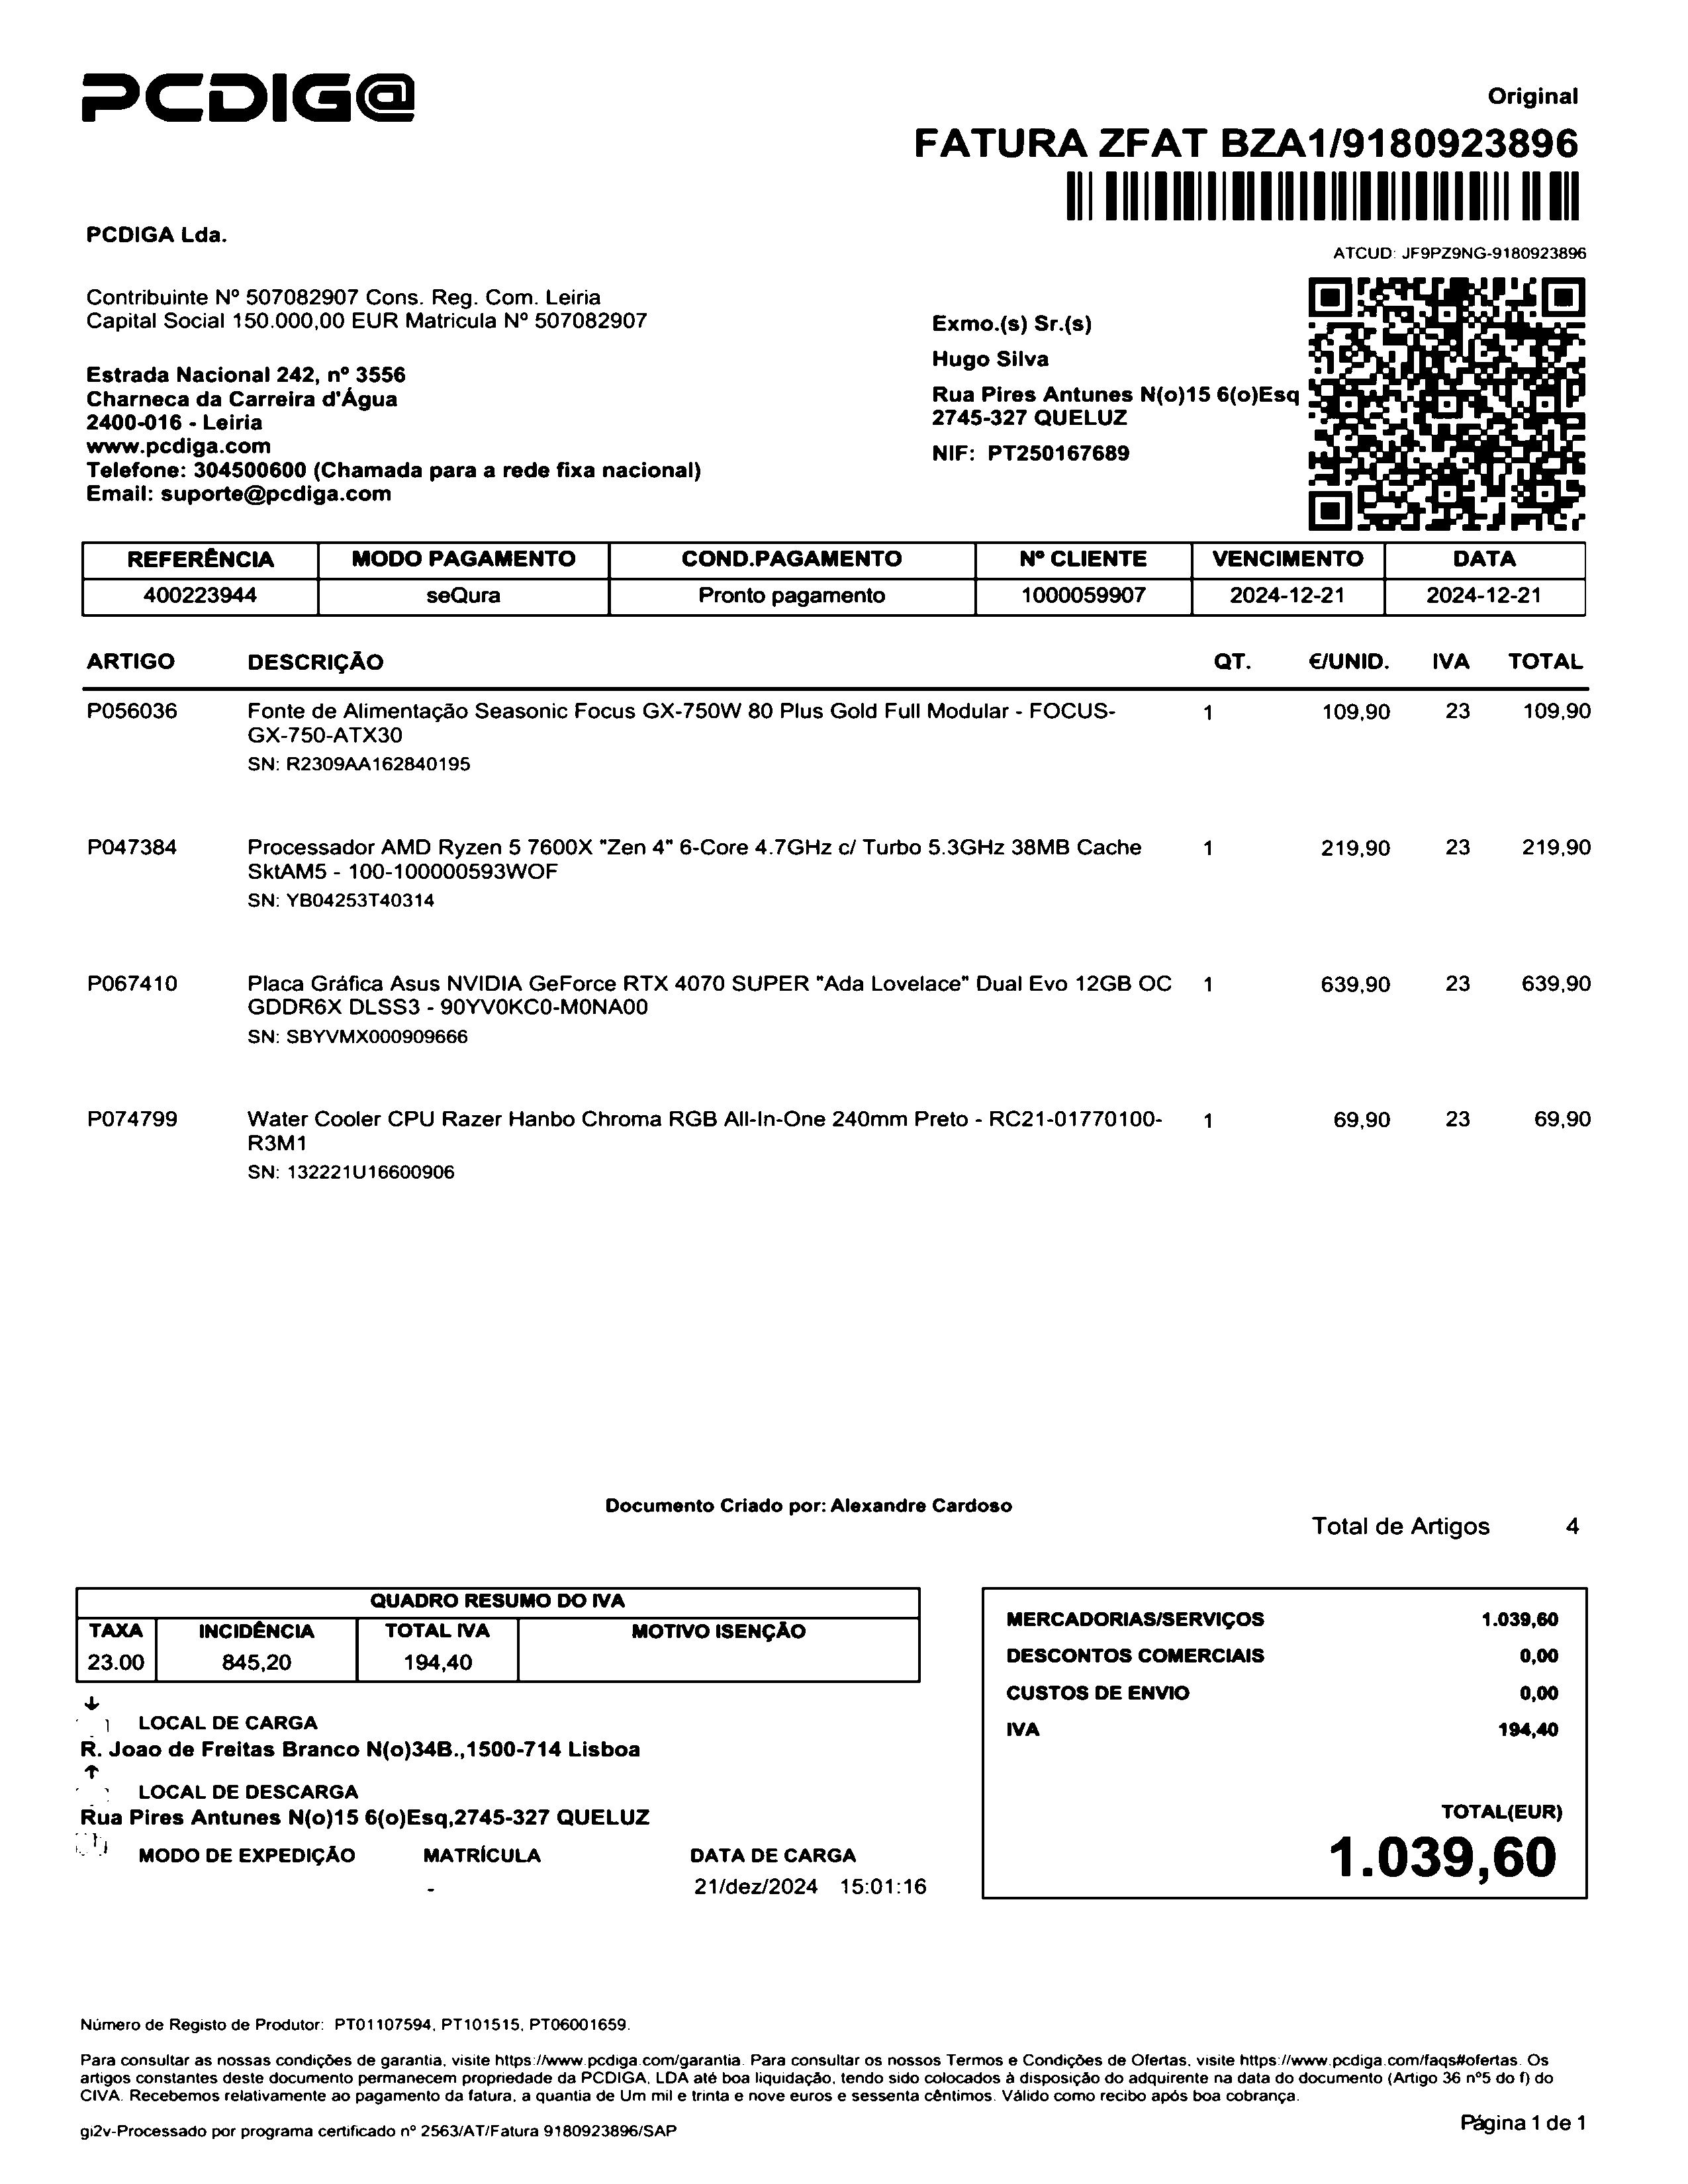 PCDIG@
Original
FATURA ZFAT BZA1/9180923896
PCDIGA Lda.
ATCUD: JF9PZ9NG-9180923896
Contribuinte Nº 507082907 Cons. Reg. Com. Leiria
Capital Social 150.000,00 EUR Matricula Nº 507082907
Estrada Nacional 242, nº 3556
Charneca da Carreira d'Água
2400-016 - Leiria
www.pcdiga.com
Telefone: 304500600 (Chamada para a rede fixa nacional)
Email: suporte@pcdiga.com
Exmo.(s) Sr.(s)
Hugo Silva
Rua Pires Antunes N(o)15 6(o)Esq
2745-327 QUELUZ
NIF: PT250167689
REFERÊNCIA MODO PAGAMENTO COND.PAGAMENTO Nº CLIENTE VENCIMENTO DATA
400223944 seQura Pronto pagamento 1000059907 2024-12-21 2024-12-21
ARTIGO DESCRIÇÃO QT. €/UNID. IVA TOTAL
P056036 Fonte de Alimentação Seasonic Focus GX-750W 80 Plus Gold Full Modular - FOCUS- 1 109,90 23 109,90
GX-750-ATX30
SN: R2309AA162840195
P047384 Processador AMD Ryzen 5 7600X "Zen 4" 6-Core 4.7GHz c/ Turbo 5.3GHz 38MB Cache 1 219,90 23 219,90
SktAM5 - 100-100000593WOF
SN: YB04253T40314
P067410 Placa Gráfica Asus NVIDIA GeForce RTX 4070 SUPER "Ada Lovelace" Dual Evo 12GB OC 1 639,90 23 639,90
GDDR6X DLSS3 - 90YV0KC0-M0NA00
SN: SBYVMX000909666
P074799 Water Cooler CPU Razer Hanbo Chroma RGB All-In-One 240mm Preto - RC21-01770100- 1 69,90 23 69,90
R3M1
SN: 132221U16600906
Documento Criado por: Alexandre Cardoso
Total de Artigos 4
QUADRO RESUMO DO IVA
TAXA INCIDÊNCIA TOTAL IVA MOTIVO ISENÇÃO
23.00 845,20 194,40
MERCADORIAS/SERVIÇOS 1.039,60
DESCONTOS COMERCIAIS 0,00
CUSTOS DE ENVIO 0,00
IVA 194,40
TOTAL(EUR)
1.039,60
LOCAL DE CARGA
R. Joao de Freitas Branco N(o)34B.,1500-714 Lisboa
LOCAL DE DESCARGA
Rua Pires Antunes N(o)15 6(o)Esq,2745-327 QUELUZ
MODO DE EXPEDIÇÃO MATRÍCULA DATA DE CARGA
- 21/dez/2024 15:01:16
Número de Registo de Produtor: PT01107594, PT101515, PT06001659.
Para consultar as nossas condições de garantia, visite https://www.pcdiga.com/garantia. Para consultar os nossos Termos e Condições de Ofertas, visite https://www.pcdiga.com/faqs#ofertas. Os
artigos constantes deste documento permanecem propriedade da PCDIGA, LDA até boa liquidação, tendo sido colocados à disposição do adquirente na data do documento (Artigo 36 nº5 do f) do
CIVA. Recebemos relativamente ao pagamento da fatura, a quantia de Um mil e trinta e nove euros e sessenta cêntimos. Válido como recibo após boa cobrança.
gi2v-Processado por programa certificado nº 2563/AT/Fatura 9180923896/SAP
Página 1 de 1